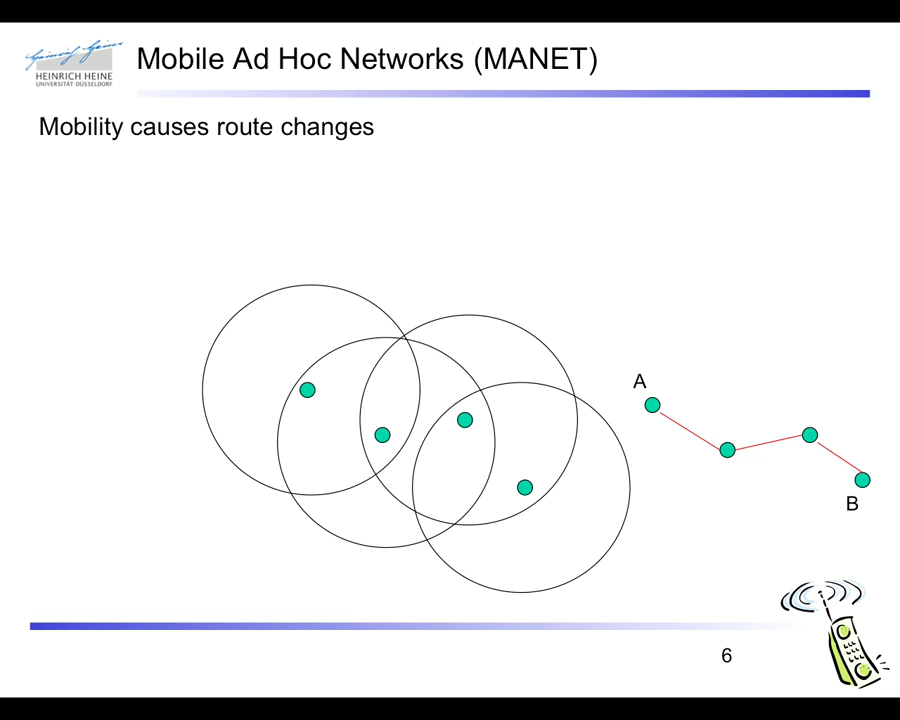 Mobile Ad Hoc Networks (MANET)
HEINRICH HEINE
UNIVERSITÄT DÜSSELDORF
Mobility causes route changes
A
B
6